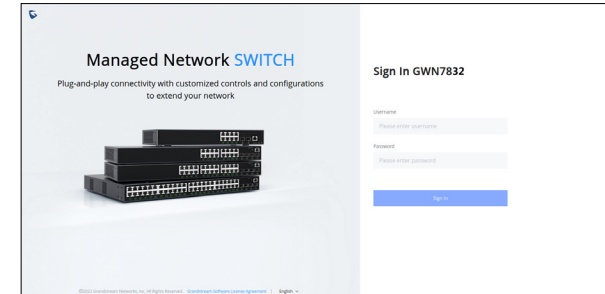 Managed Network SWITCH
Plug-and-play connectivity with customized controls and configurations
to extend your network
©2022 Grandstream Networks, Inc. All Rights Reserved. Grandstream Software License Agreement | English
Sign In GWN7832
Username
Please enter username
Password
Please enter password
Sign In